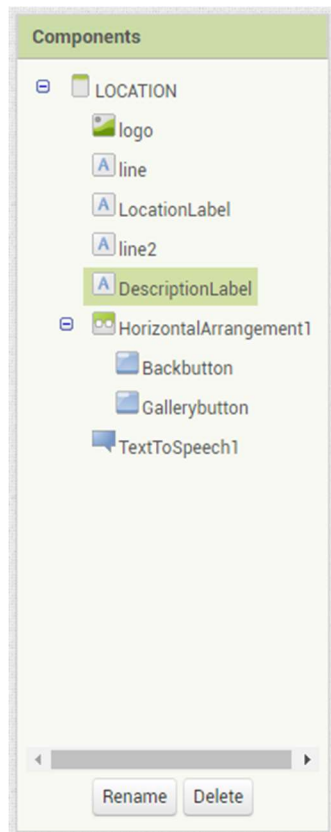 Components
LOCATION
logo
A line
A LocationLabel
A line2
A DescriptionLabel
HorizontalArrangement1
Backbutton
Gallerybutton
TextToSpeech1
Rename Delete